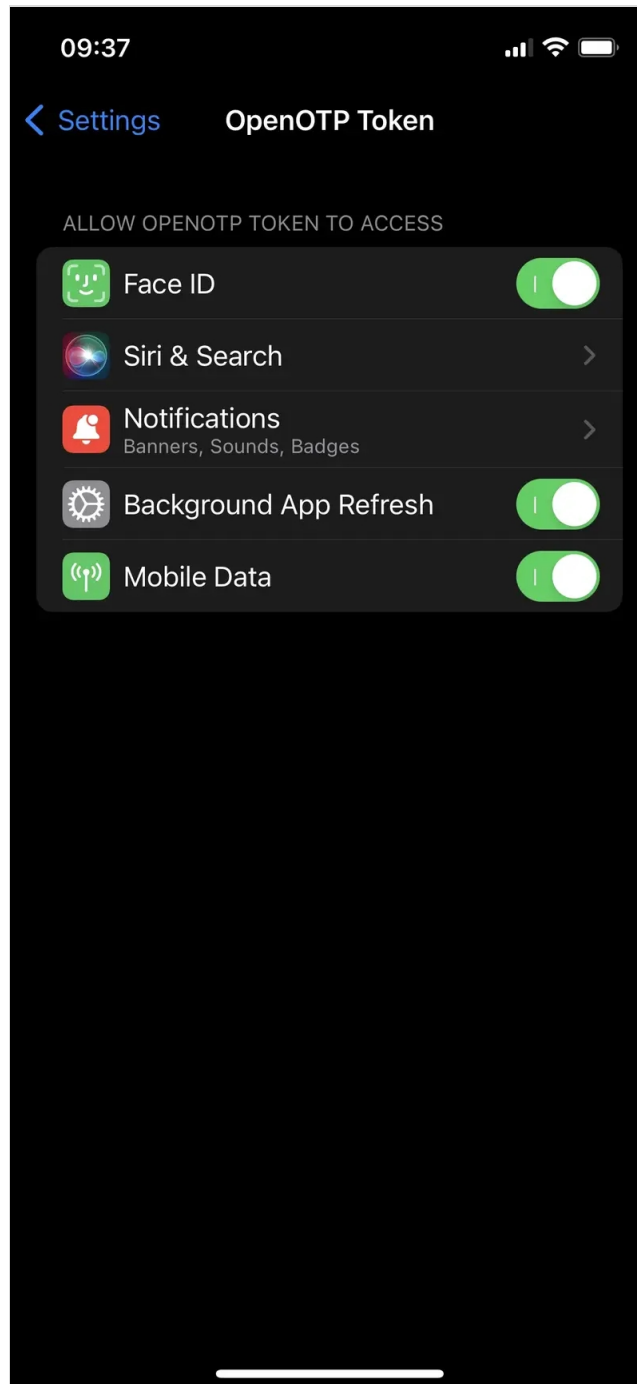 09:37
Settings
OpenOTP Token
ALLOW OPENOTP TOKEN TO ACCESS
Face ID
Siri & Search
Notifications
Banners, Sounds, Badges
Background App Refresh
Mobile Data